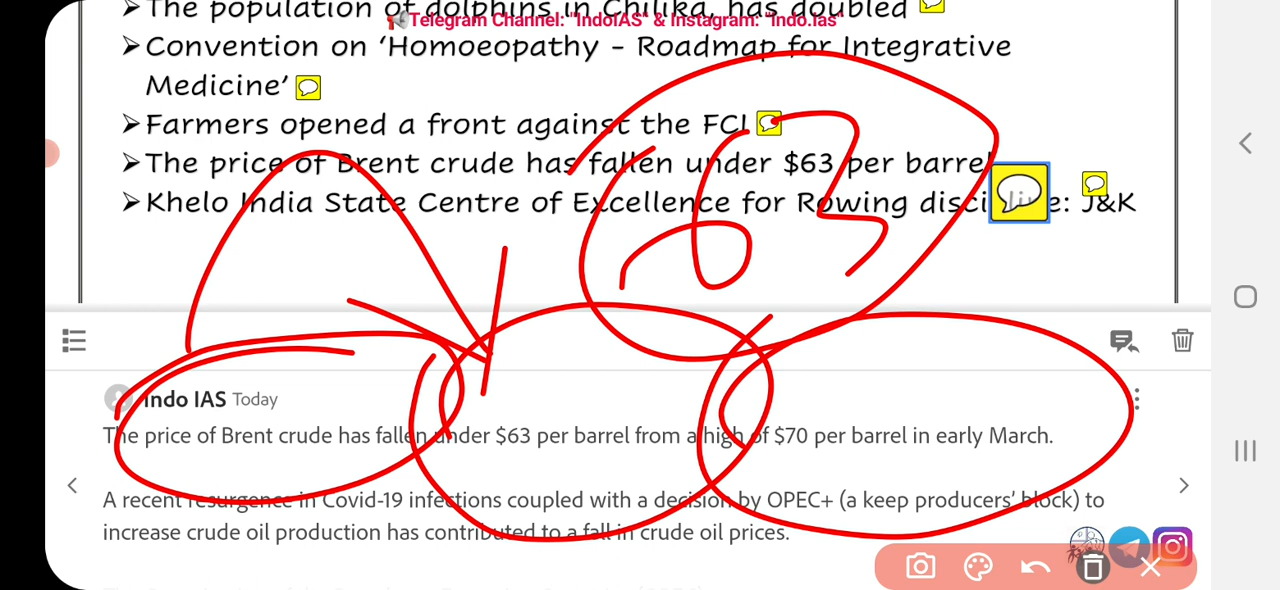 ➢The population of dolphins in Chilika, has doubled
📢Telegram Channel: "IndoIAS" & Instagram: "Indo.ias"
➢Convention on ‘Homoeopathy - Roadmap for Integrative
Medicine’
➢Farmers opened a front against the FCI
➢The price of Brent crude has fallen under $63 per barrel
63
➢Khelo India State Centre of Excellence for Rowing discipline: J&K
Indo IAS Today
The price of Brent crude has fallen under $63 per barrel from a high of $70 per barrel in early March.
A recent resurgence in Covid-19 infections coupled with a decision by OPEC+ (a keep producers’ block) to
increase crude oil production has contributed to a fall in crude oil prices.